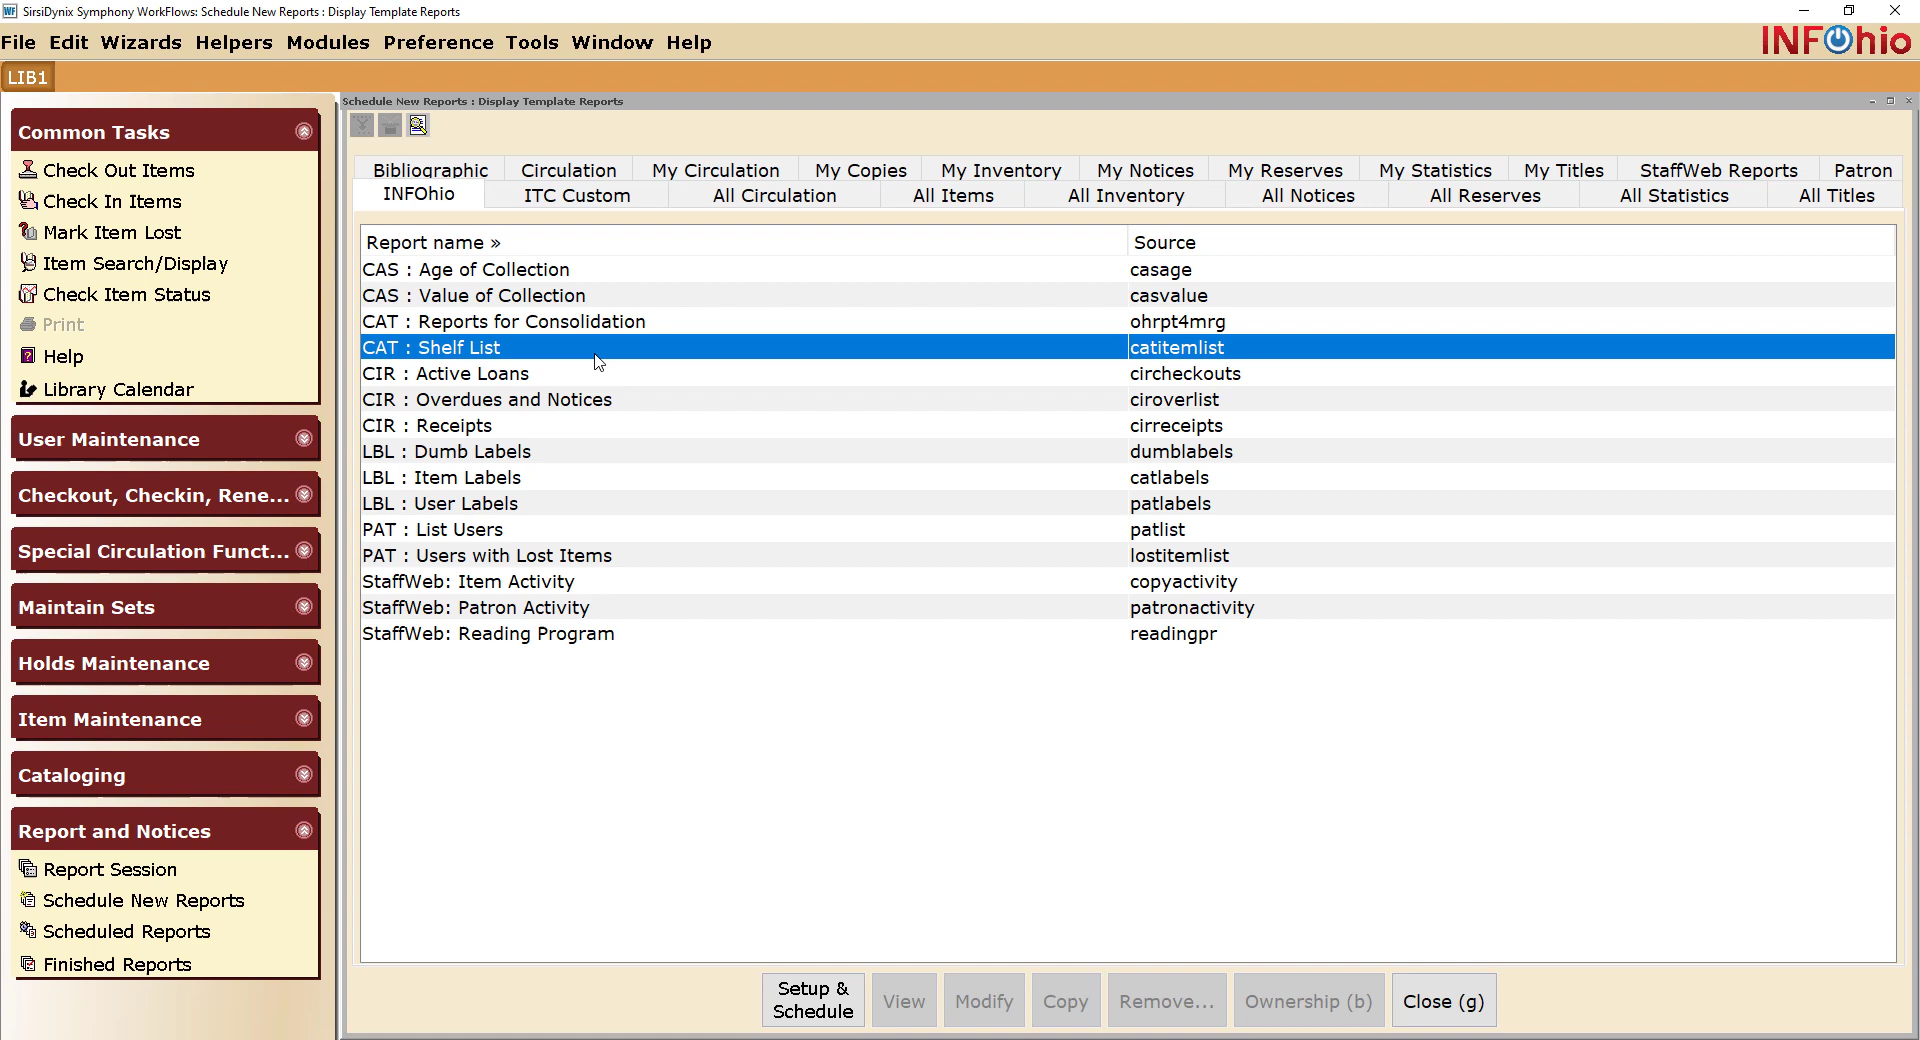 WF SirsiDynix Symphony WorkFlows: Schedule New Reports : Display Template Reports
File Edit Wizards Helpers Modules Preference Tools Window Help
INFOhio
LIB1
Common Tasks
Check Out Items
Check In Items
Mark Item Lost
Item Search/Display
Check Item Status
Print
Help
Library Calendar
User Maintenance
Checkout, Checkin, Rene...
Special Circulation Funct...
Maintain Sets
Holds Maintenance
Item Maintenance
Cataloging
Report and Notices
Report Session
Schedule New Reports
Scheduled Reports
Finished Reports
Schedule New Reports : Display Template Reports
Bibliographic Circulation My Circulation My Copies My Inventory My Notices My Reserves My Statistics My Titles StaffWeb Reports Patron
INFOhio ITC Custom All Circulation All Items All Inventory All Notices All Reserves All Statistics All Titles
Report name » Source
CAS : Age of Collection casage
CAS : Value of Collection casvalue
CAT : Reports for Consolidation ohrpt4mrg
CAT : Shelf List catitemlist
CIR : Active Loans circheckouts
CIR : Overdues and Notices ciroverlist
CIR : Receipts cirreceipts
LBL : Dumb Labels dumblabels
LBL : Item Labels catlabels
LBL : User Labels patlabels
PAT : List Users patlist
PAT : Users with Lost Items lostitemlist
StaffWeb: Item Activity copyactivity
StaffWeb: Patron Activity patronactivity
StaffWeb: Reading Program readingpr
Setup &
Schedule
View Modify Copy Remove... Ownership (b) Close (g)